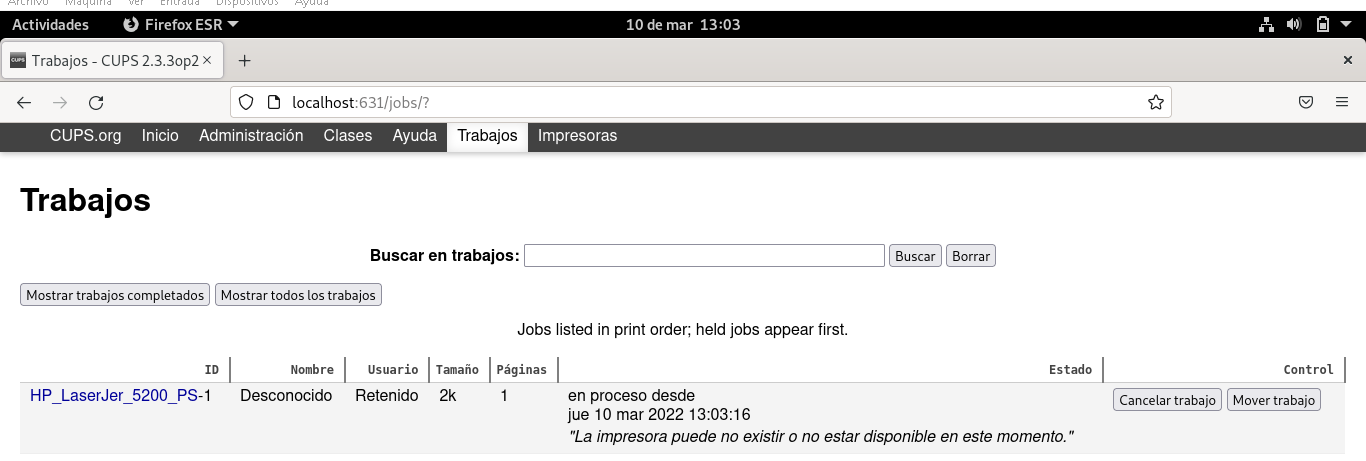 Archivo Máquina Ver Entrada Dispositivos Ayuda
Actividades Firefox ESR 10 de mar 13:03
CUPS Trabajos - CUPS 2.3.3op2
localhost:631/jobs/?
CUPS.org Inicio Administración Clases Ayuda Trabajos Impresoras
Trabajos
Buscar en trabajos: Buscar Borrar
Mostrar trabajos completados Mostrar todos los trabajos
Jobs listed in print order; held jobs appear first.
ID Nombre Usuario Tamaño Páginas Estado Control
HP_LaserJer_5200_PS-1 Desconocido Retenido 2k 1 en proceso desde Cancelar trabajo Mover trabajo
jue 10 mar 2022 13:03:16
"La impresora puede no existir o no estar disponible en este momento."